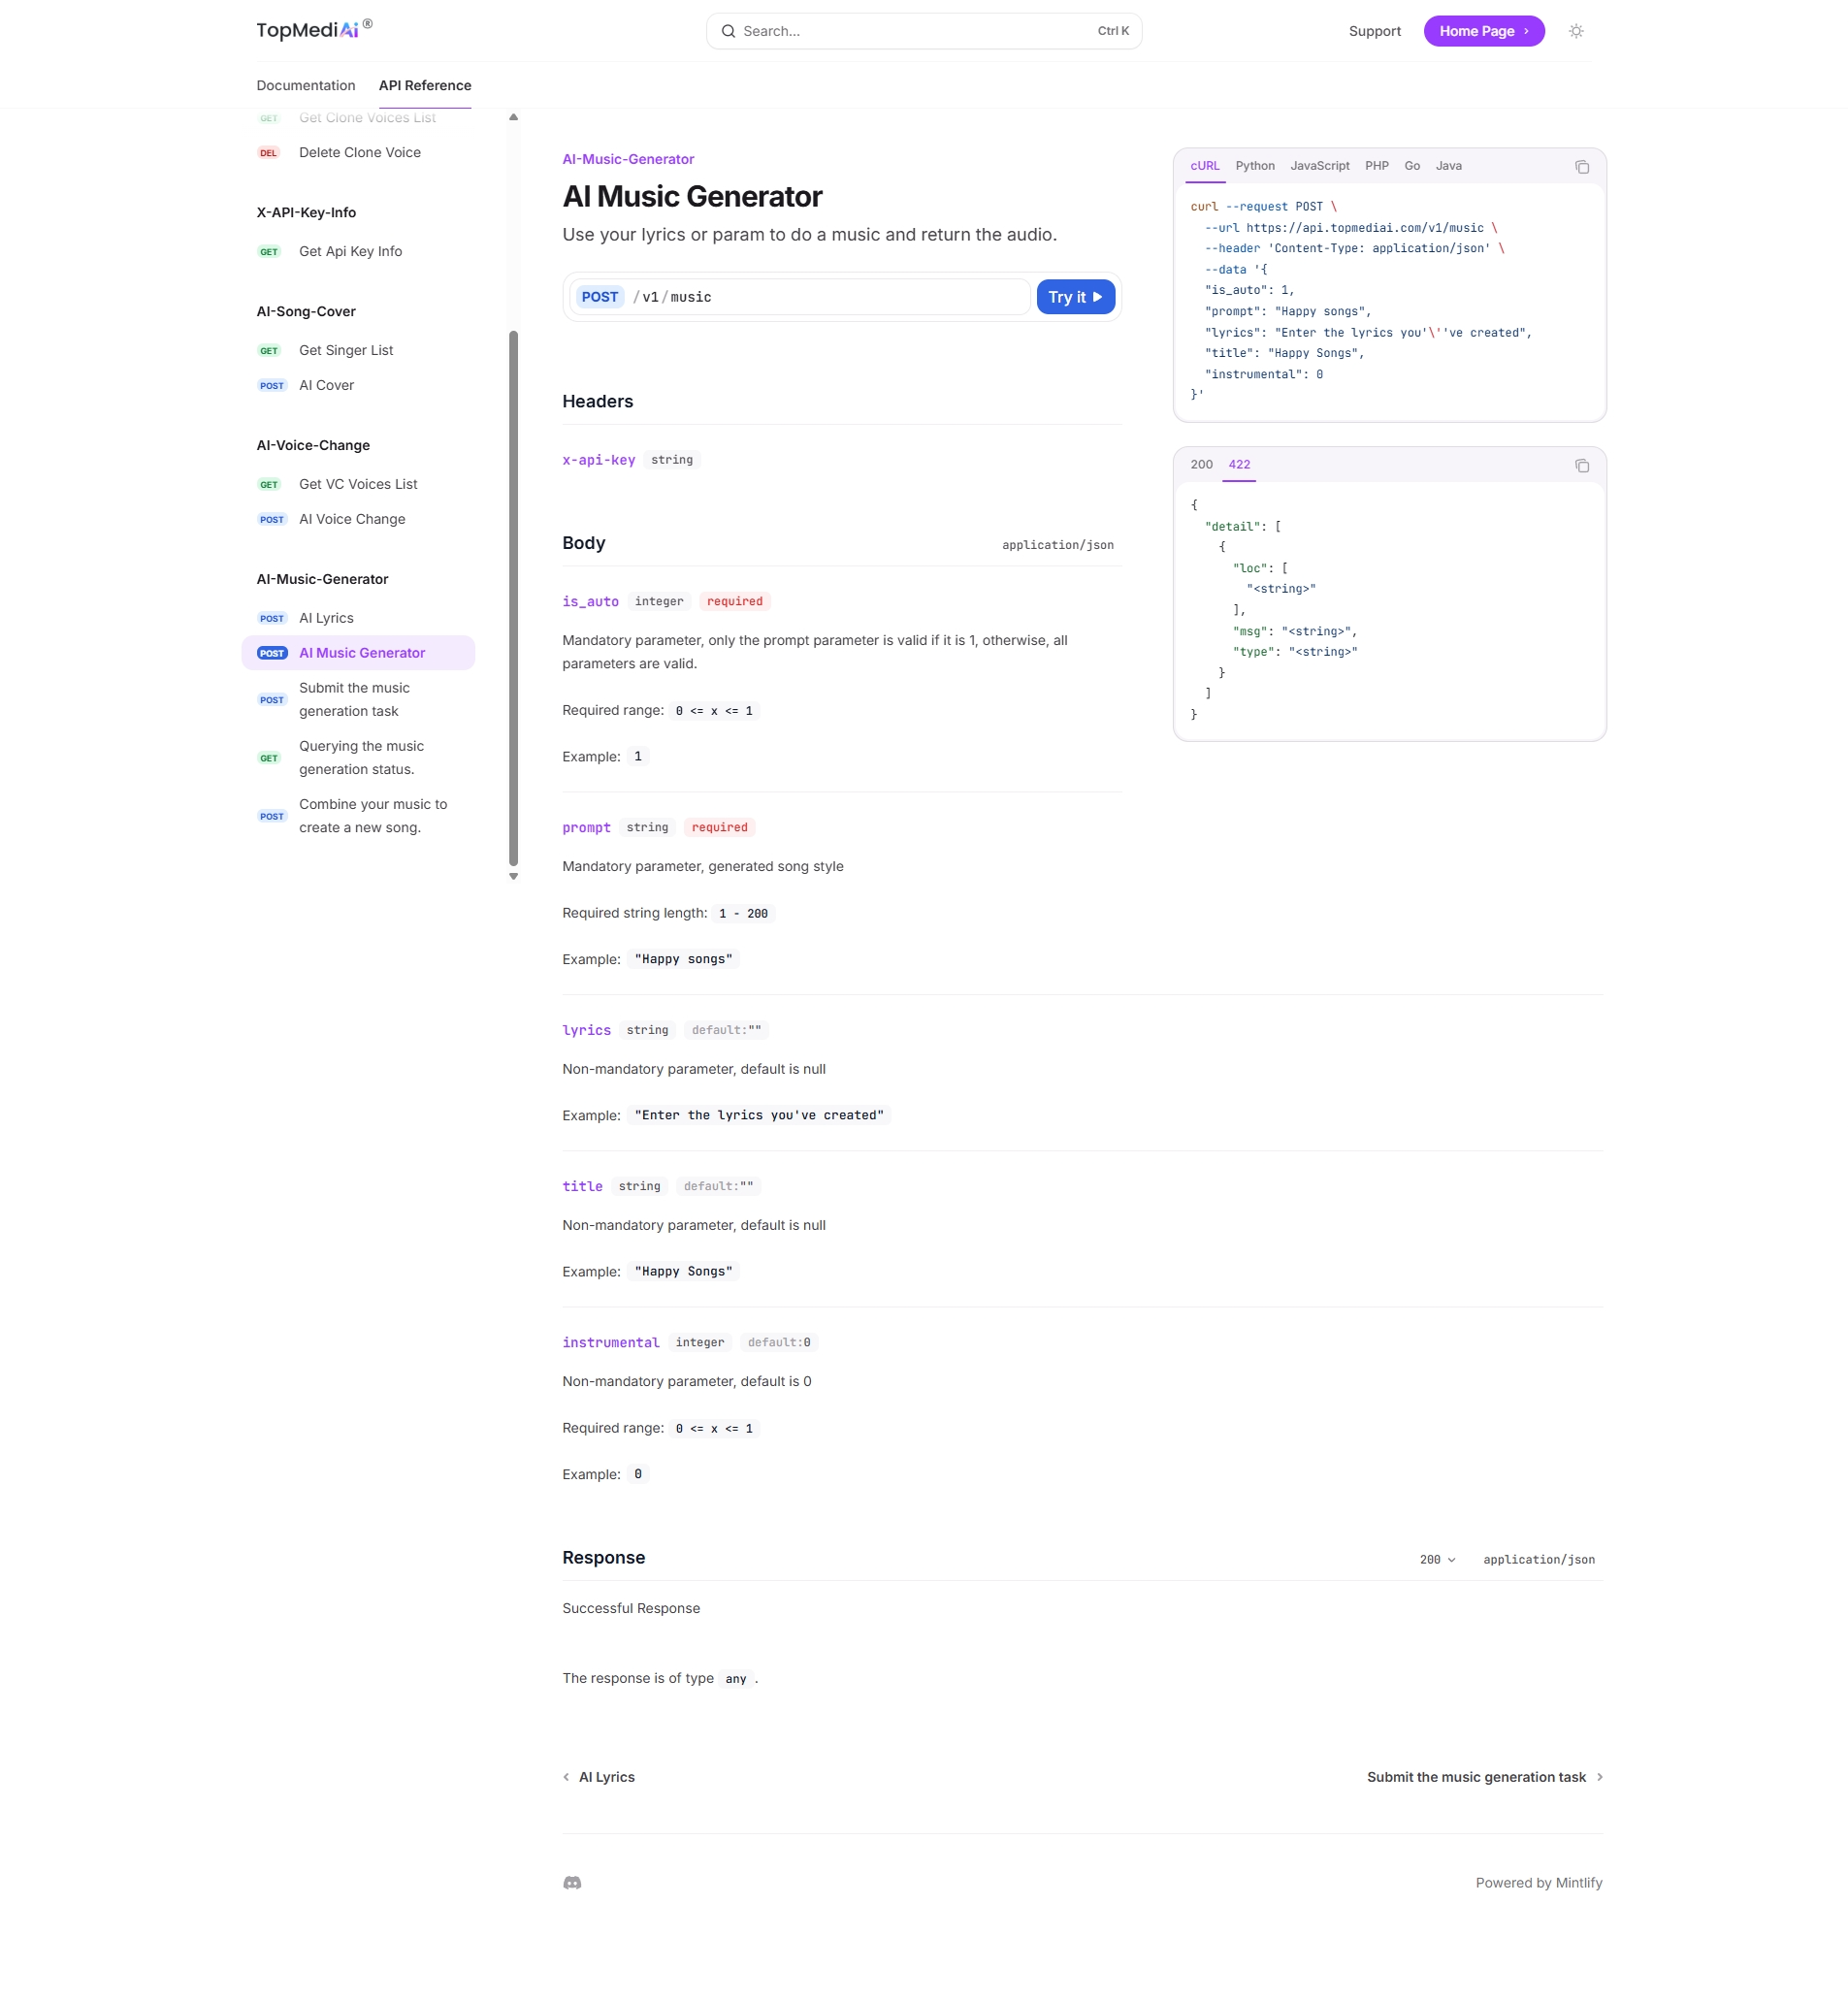 TopMediAi®
Search...
Ctrl K
Support
Home Page
Documentation
API Reference
GET Get Clone Voices List
DEL Delete Clone Voice
X-API-Key-Info
GET Get Api Key Info
AI-Song-Cover
GET Get Singer List
POST AI Cover
AI-Voice-Change
GET Get VC Voices List
POST AI Voice Change
AI-Music-Generator
POST AI Lyrics
POST AI Music Generator
POST Submit the music
generation task
GET Querying the music
generation status.
POST Combine your music to
create a new song.
AI-Music-Generator
AI Music Generator
Use your lyrics or param to do a music and return the audio.
POST /v1/music
Try it
Headers
x-api-key string
Body
application/json
is_auto integer required
Mandatory parameter, only the prompt parameter is valid if it is 1, otherwise, all
parameters are valid.
Required range: 0 <= x <= 1
Example: 1
prompt string required
Mandatory parameter, generated song style
Required string length: 1 - 200
Example: "Happy songs"
lyrics string default:""
Non-mandatory parameter, default is null
Example: "Enter the lyrics you've created"
title string default:""
Non-mandatory parameter, default is null
Example: "Happy Songs"
instrumental integer default:0
Non-mandatory parameter, default is 0
Required range: 0 <= x <= 1
Example: 0
Response
200
application/json
Successful Response
The response is of type any .
AI Lyrics
Submit the music generation task
Powered by Mintlify
cURL Python JavaScript PHP Go Java
curl --request POST \
--url https://api.topmediai.com/v1/music \
--header 'Content-Type: application/json' \
--data '{
"is_auto": 1,
"prompt": "Happy songs",
"lyrics": "Enter the lyrics you'\''ve created",
"title": "Happy Songs",
"instrumental": 0
}'
200 422
{
"detail": [
{
"loc": [
"<string>"
],
"msg": "<string>",
"type": "<string>"
}
]
}